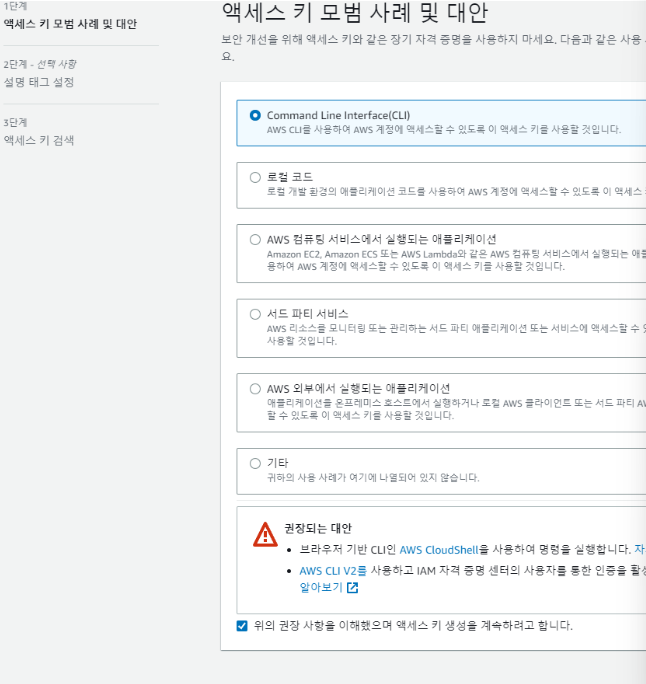 1단계
액세스 키 모범 사례 및 대안
2단계 - 선택 사항
설명 태그 설정
3단계
액세스 키 검색
액세스 키 모범 사례 및 대안
보안 개선을 위해 액세스 키와 같은 장기 자격 증명을 사용하지 마세요. 다음과 같은 사용
요.
Command Line Interface(CLI)
AWS CLI를 사용하여 AWS 계정에 액세스할 수 있도록 이 액세스 키를 사용할 것입니다.
로컬 코드
로컬 개발 환경의 애플리케이션 코드를 사용하여 AWS 계정에 액세스할 수 있도록 이 액세스
AWS 컴퓨팅 서비스에서 실행되는 애플리케이션
Amazon EC2, Amazon ECS 또는 AWS Lambda와 같은 AWS 컴퓨팅 서비스에서 실행되는
용하여 AWS 계정에 액세스할 수 있도록 이 액세스 키를 사용할 것입니다.
서드 파티 서비스
AWS 리소스를 모니터링 또는 관리하는 서드 파티 애플리케이션 또는 서비스에 액세스할 수
사용할 것입니다.
AWS 외부에서 실행되는 애플리케이션
애플리케이션을 온프레미스 호스트에서 실행하거나 로컬 AWS 클라이언트 또는 서드 파티
할 수 있도록 이 액세스 키를 사용할 것입니다.
기타
귀하의 사용 사례가 여기에 나열되어 있지 않습니다.
권장되는 대안
• 브라우저 기반 CLI인 AWS CloudShell을 사용하여 명령을 실행합니다.
• AWS CLI V2를 사용하고 IAM 자격 증명 센터의 사용자를 통한 인증을
알아보기
위의 권장 사항을 이해했으며 액세스 키 생성을 계속하려고 합니다.